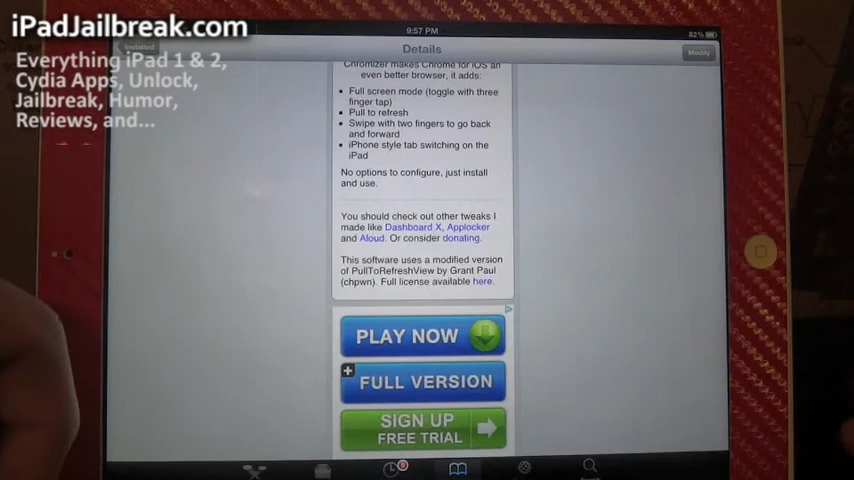 iPadJailbreak.com
Everything iPad 1 & 2,
Cydia Apps, Unlock,
Jailbreak, Humor,
Reviews, and...
9:57 PM
82%
Installed
Details
Modify
Chromizer makes Chrome for iOS an
even better browser, it adds:
Full screen mode (toggle with three
finger tap)
Pull to refresh
Swipe with two fingers to go back
and forward
iPhone style tab switching on the
iPad
No options to configure, just install
and use.
You should check out other tweaks I
made like Dashboard X, Applocker
and Aloud. Or consider donating.
This software uses a modified version
of PullToRefreshView by Grant Paul
(chpwn). Full license available here.
PLAY NOW
FULL VERSION
SIGN UP
FREE TRIAL